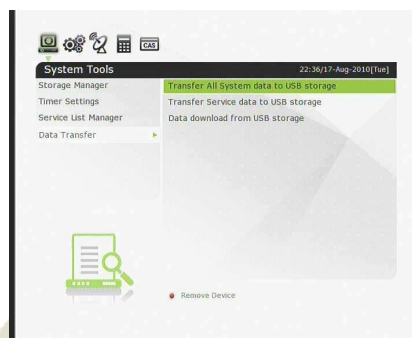 CAS
System Tools
22:36/17-Aug-2010[Tue]
Storage Manager
Transfer All System data to USB storage
Timer Settings
Transfer Service data to USB storage
Service List Manager
Data download from USB storage
Data Transfer
Remove Device